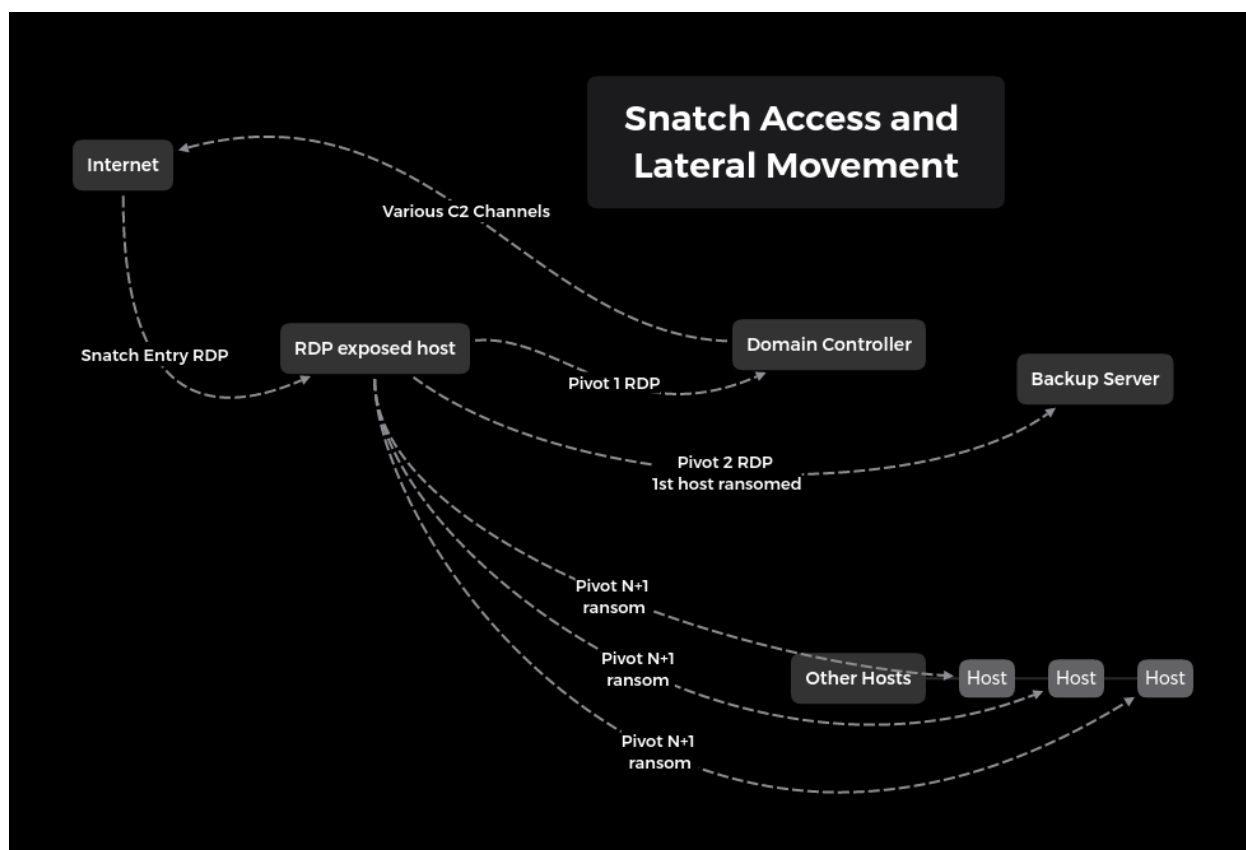 Snatch Access and
Lateral Movement
Internet
Various C2 Channels
Snatch Entry RDP
RDP exposed host
Domain Controller
Pivot 1 RDP
Backup Server
Pivot 2 RDP
1st host ransomed
Pivot N+1
ransom
Pivot N+1
ransom
Other Hosts
Host
Host
Host
Pivot N+1
ransom